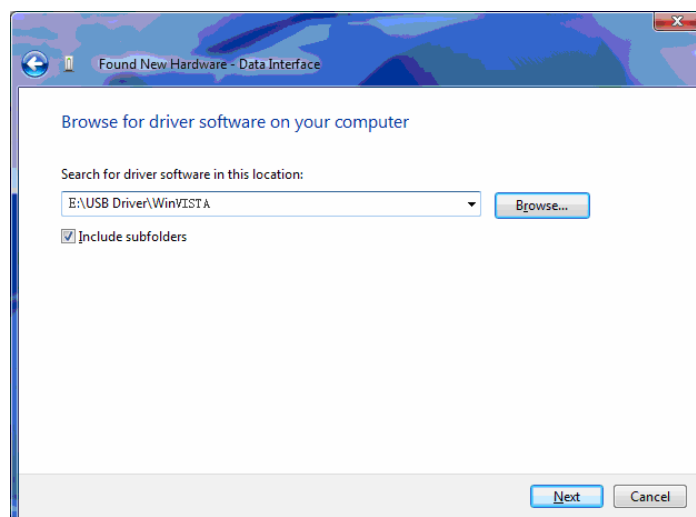 Found New Hardware - Data Interface
Browse for driver software on your computer
Search for driver software in this location:
E:\USB Driver\WinVISTA
Browse...
Include subfolders
Next
Cancel